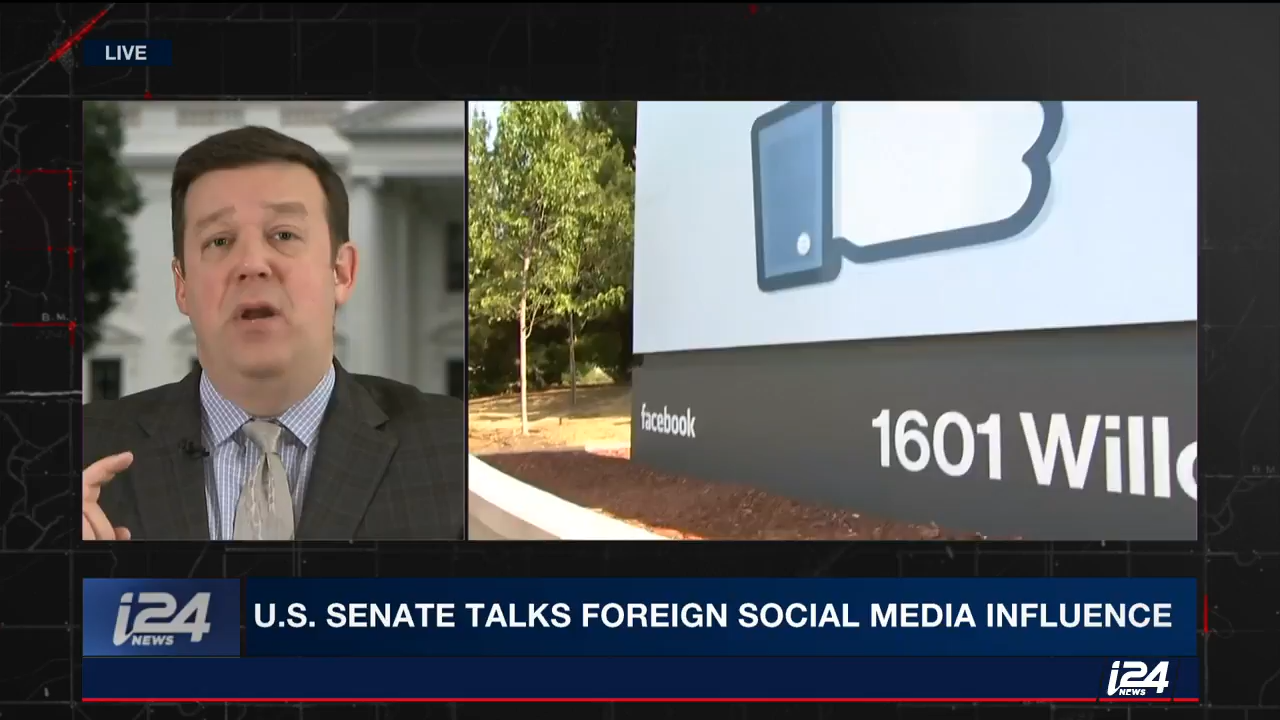 LIVE
facebook
1601 Will
i24
NEWS
U.S. SENATE TALKS FOREIGN SOCIAL MEDIA INFLUENCE
i24
NEWS